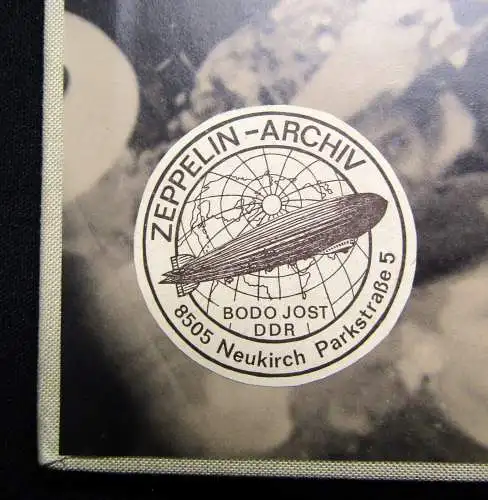 ZEPPELIN-ARCHIV
BODO JOST
DDR
8505 Neukirch Parkstraße 5